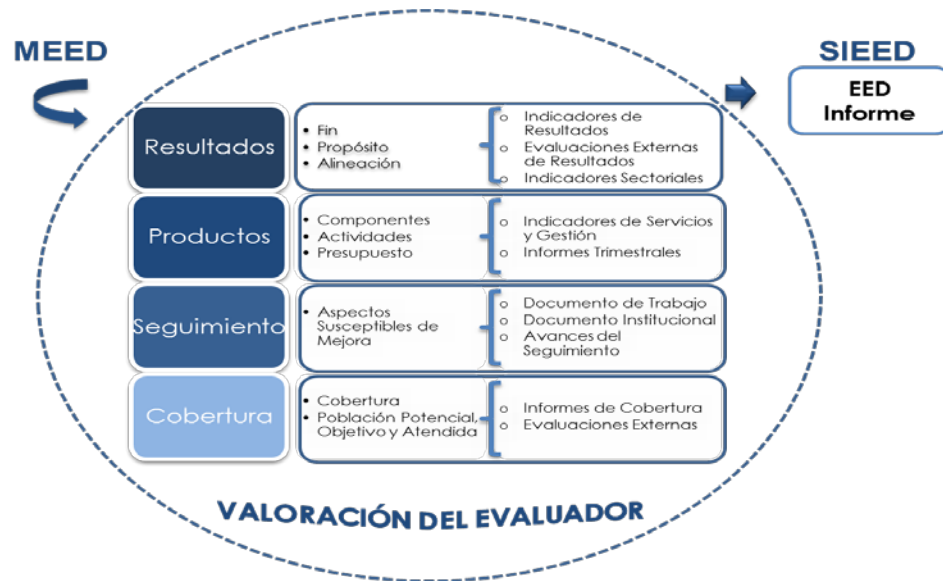 MEED
SIEED
EED
Informe
Resultados
• Fin
• Propósito
• Alineación
o Indicadores de
Resultados
o Evaluaciones Externas
de Resultados
o Indicadores Sectoriales
Productos
• Componentes
• Actividades
• Presupuesto
o Indicadores de Servicios
y Gestión
o Informes Trimestrales
Seguimiento
• Aspectos
Susceptibles de
Mejora
o Documento de Trabajo
o Documento Institucional
o Avances del
Seguimiento
Cobertura
• Cobertura
• Población Potencial,
Objetivo y Atendida
o Informes de Cobertura
o Evaluaciones Externas
VALORACIÓN DEL EVALUADOR